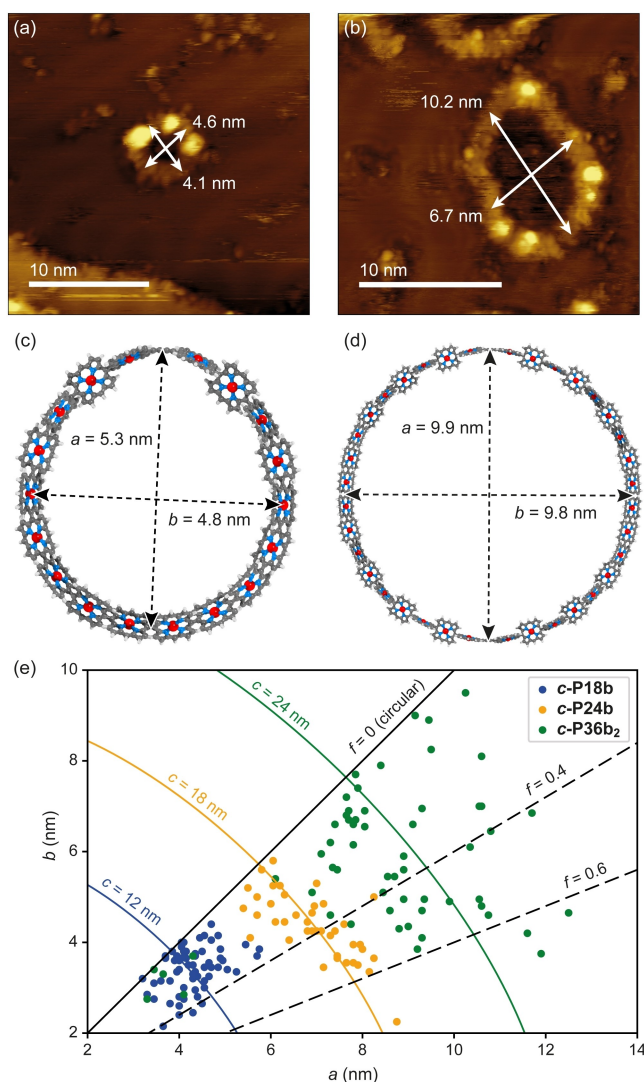 (a)
4.6 nm
4.1 nm
10 nm
(b)
10.2 nm
6.7 nm
10 nm
(c)
a = 5.3 nm
b = 4.8 nm
(d)
a = 9.9 nm
b = 9.8 nm
(e)
c = 24 nm
f = 0 (circular)
c-P18b
c-P24b
c-P36b₂
c = 18 nm
f = 0.4
c = 12 nm
f = 0.6
10
8
6
4
2
b (nm)
2 4 6 8 10 12 14
a (nm)